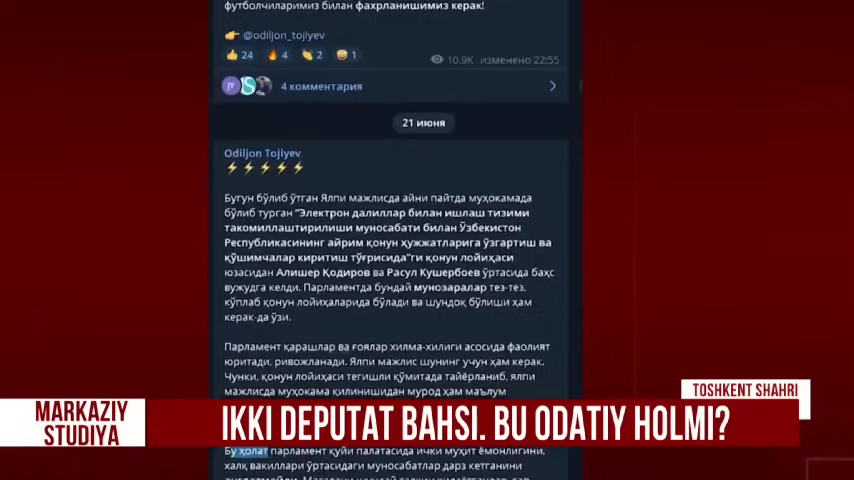 футболчиларимиз билан фахрланишимиз керак!
👉 @odiljon_tojiyev
👍 24 🔥 4 👏 2 🤩 1
10.9K изменено 22:55
JY S
4 комментария
21 июня
Odiljon Tojiyev
⚡⚡⚡⚡⚡
Бугун бўлиб ўтган Ялпи мажлисда айни пайтда муҳокамада
бўлиб турган "Электрон далиллар билан ишлаш тизими
такомиллаштирилиши муносабати билан Ўзбекистон
Республикасининг айрим қонун ҳужжатларига ўзгартиш ва
қўшимчалар киритиш тўғрисида"ги қонун лойиҳаси
юзасидан Алишер Қодиров ва Расул Кушербоев ўртасида баҳс
вужудга келди. Парламентда бундай мунозаралар тез-тез,
кўплаб қонун лойиҳаларида бўлади ва шундоқ бўлиши ҳам
керак-да ўзи.
Парламент қарашлар ва ғоялар хилма-хилиги асосида фаолият
юритади, ривожланади. Ялпи мажлис шунинг учун ҳам керак.
Чунки, қонун лойиҳаси тегишли қўмитада тайёрланиб, ялпи
мажлисда муҳокама қилинишидан мурод ҳам маълум
TOSHKENT SHAHRI
MARKAZIY
STUDIYA
IKKI DEPUTAT BAHSI. BU ODATIY HOLMI?
Бу ҳолат парламент қуйи палатасида ички муҳит ёмонлигини,
халқ вакиллари ўртасидаги муносабатлар дарз кетганини